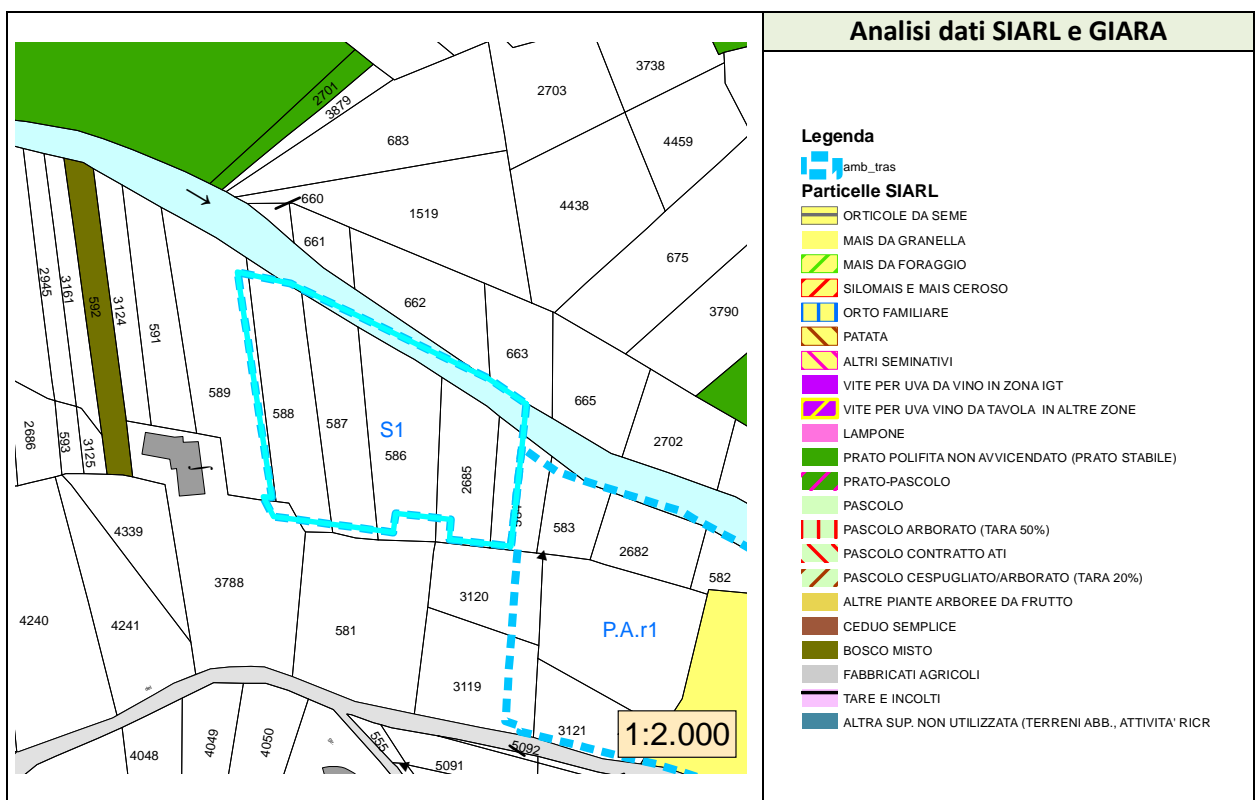 Analisi dati SIARL e GIARA
3738
2703
2701
3879
683
4459
660
1519
4438
661
675
2945
3161
592
3124
591
662
3790
663
589
588
587
S1
586
665
2686
593
3125
2685
2702
583
4339
2682
582
3788
3120
4240
4241
581
P.A.r1
3119
3121
1:2.000
4048
4049
4050
555
5091
5092
Legenda
amb_tras
Particelle SIARL
ORTICOLE DA SEME
MAIS DA GRANELLA
MAIS DA FORAGGIO
SILOMAIS E MAIS CEROSO
ORTO FAMILIARE
PATATA
ALTRI SEMINATIVI
VITE PER UVA DA VINO IN ZONA IGT
VITE PER UVA VINO DA TAVOLA IN ALTRE ZONE
LAMPONE
PRATO POLIFITA NON AVVICENDATO (PRATO STABILE)
PRATO-PASCOLO
PASCOLO
PASCOLO ARBORATO (TARA 50%)
PASCOLO CONTRATTO ATI
PASCOLO CESPUGLIATO/ARBORATO (TARA 20%)
ALTRE PIANTE ARBOREE DA FRUTTO
CEDUO SEMPLICE
BOSCO MISTO
FABBRICATI AGRICOLI
TARE E INCOLTI
ALTRA SUP. NON UTILIZZATA (TERRENI ABB., ATTIVITA' RICR